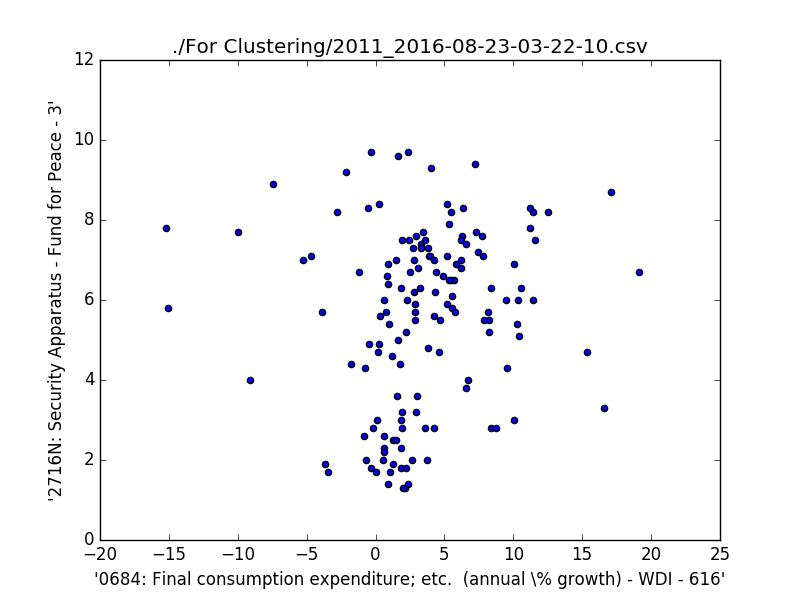 ./For Clustering/2011_2016-08-23-03-22-10.csv
12
10
8
6
4
2
0
'2716N: Security Apparatus - Fund for Peace - 3'
−20 −15 −10 −5 0 5 10 15 20 25
'0684: Final consumption expenditure; etc.  (annual \% growth) - WDI - 616'